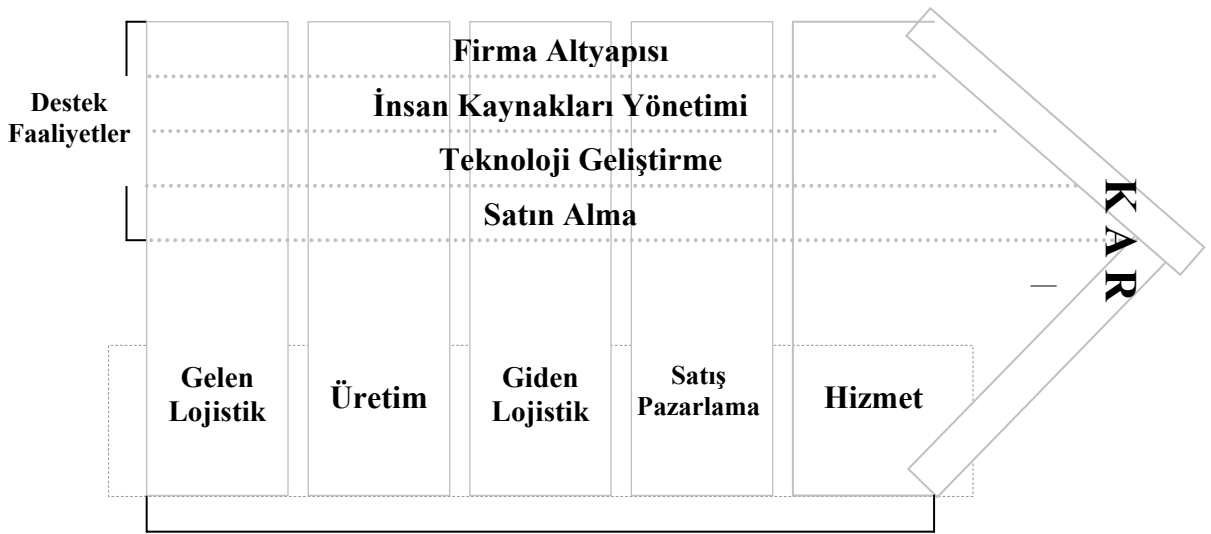 Firma Altyapısı
İnsan Kaynakları Yönetimi
Teknoloji Geliştirme
Satın Alma
Destek
Faaliyetler
KAR
Gelen
Lojistik
Üretim
Giden
Lojistik
Satış
Pazarlama
Hizmet